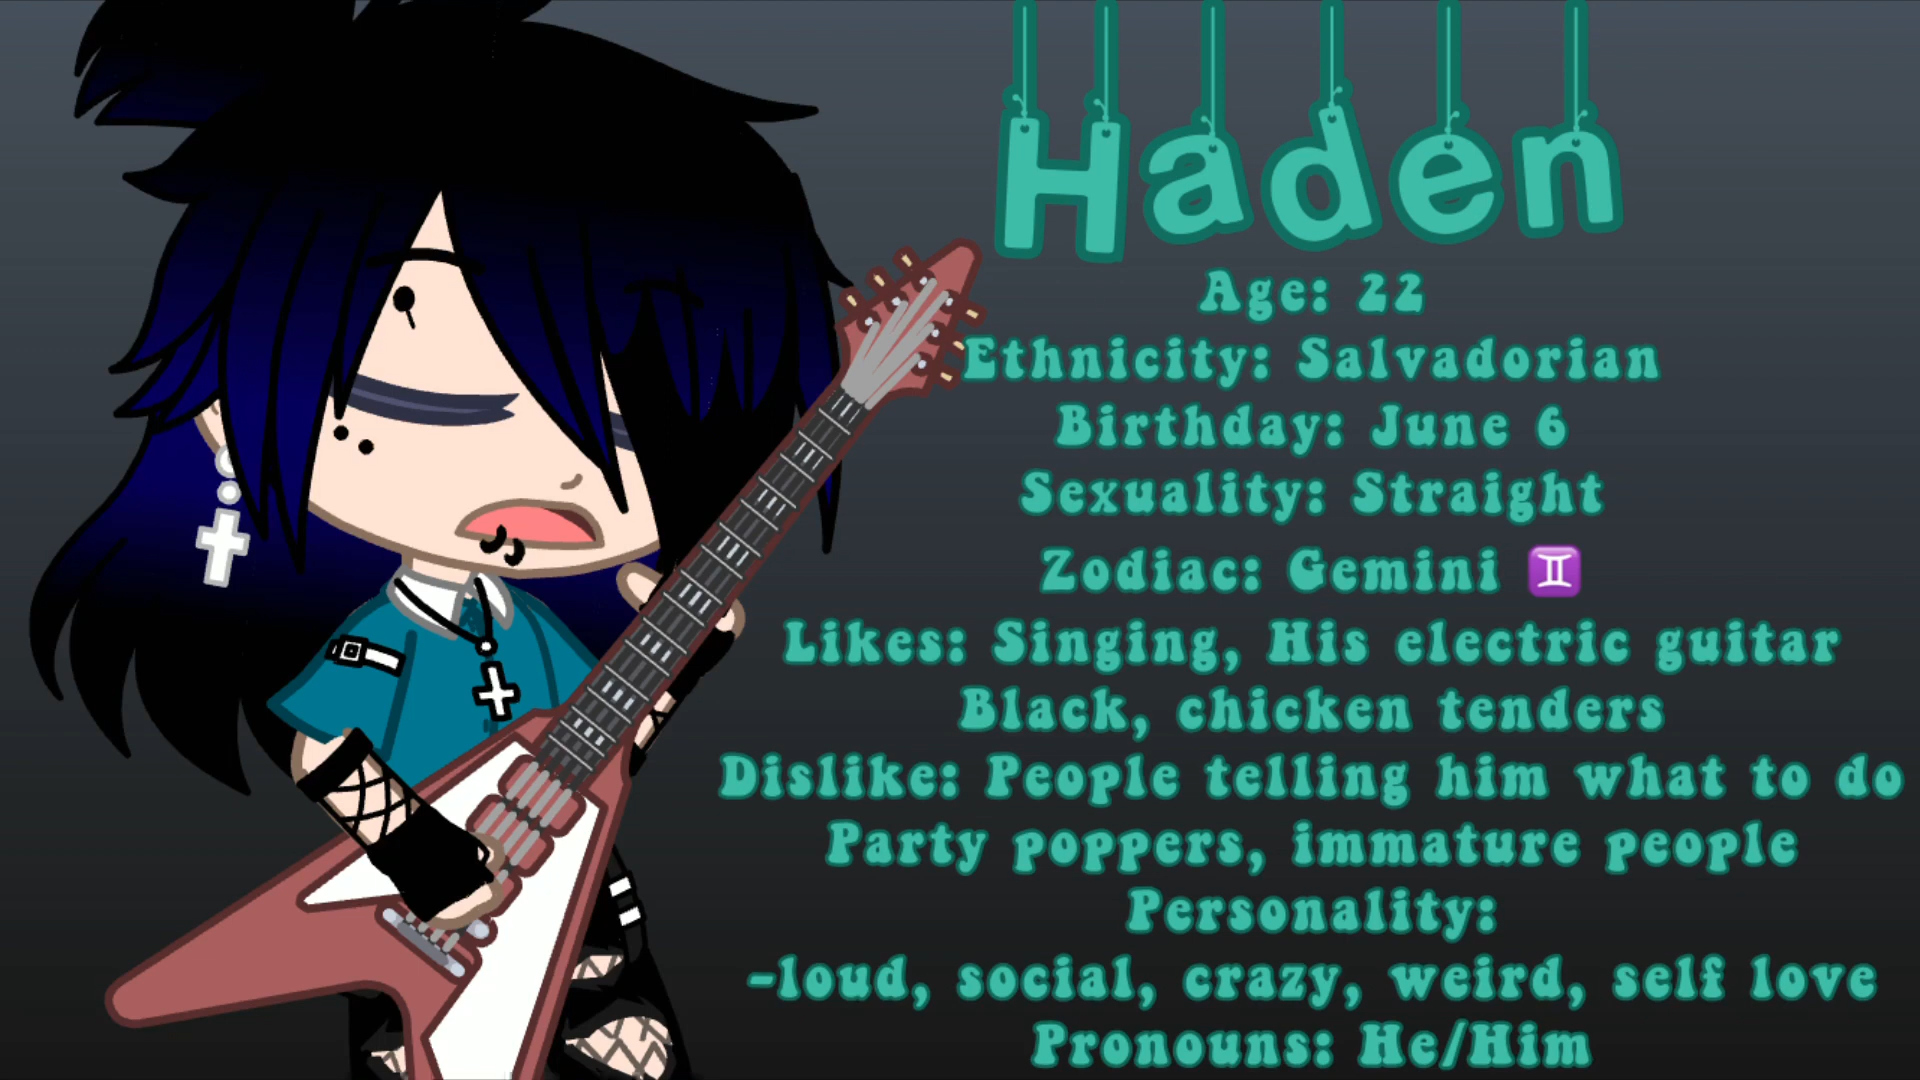 Haden
Age: 22
Ethnicity: Salvadorian
Birthday: June 6
Sexuality: Straight
Zodiac: Gemini ♊
Likes: Singing, His electric guitar
Black, chicken tenders
Dislike: People telling him what to do
Party poppers, immature people
Personality:
-loud, social, crazy, weird, self love
Pronouns: He/Him